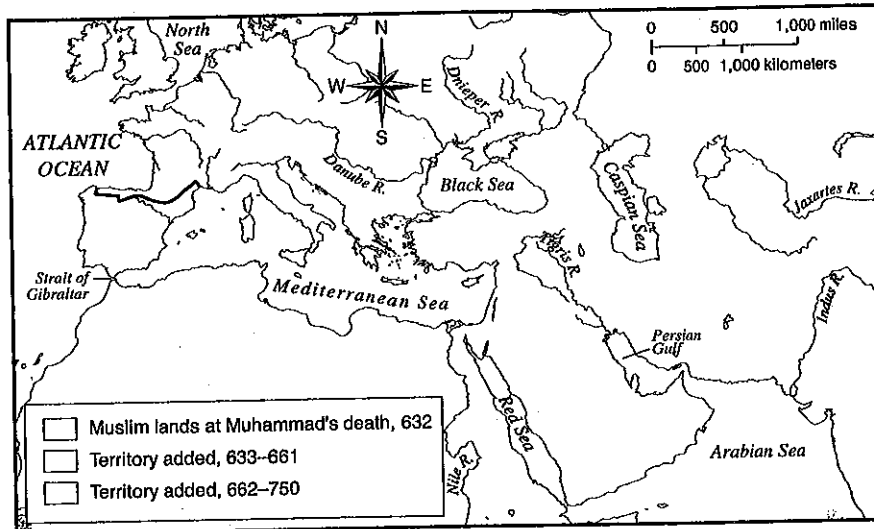 North
Sea
N
W
E
S
0 500 1,000 miles
0 500 1,000 kilometers
Dnieper R.
ATLANTIC
OCEAN
Danube R.
Black Sea
Caspian Sea
Jaxartes R.
Strait of
Gibraltar
Mediterranean Sea
Tigris R.
Indus R.
Persian
Gulf
Red Sea
Nile R.
Arabian Sea
Muslim lands at Muhammad's death, 632
Territory added, 633–661
Territory added, 662–750